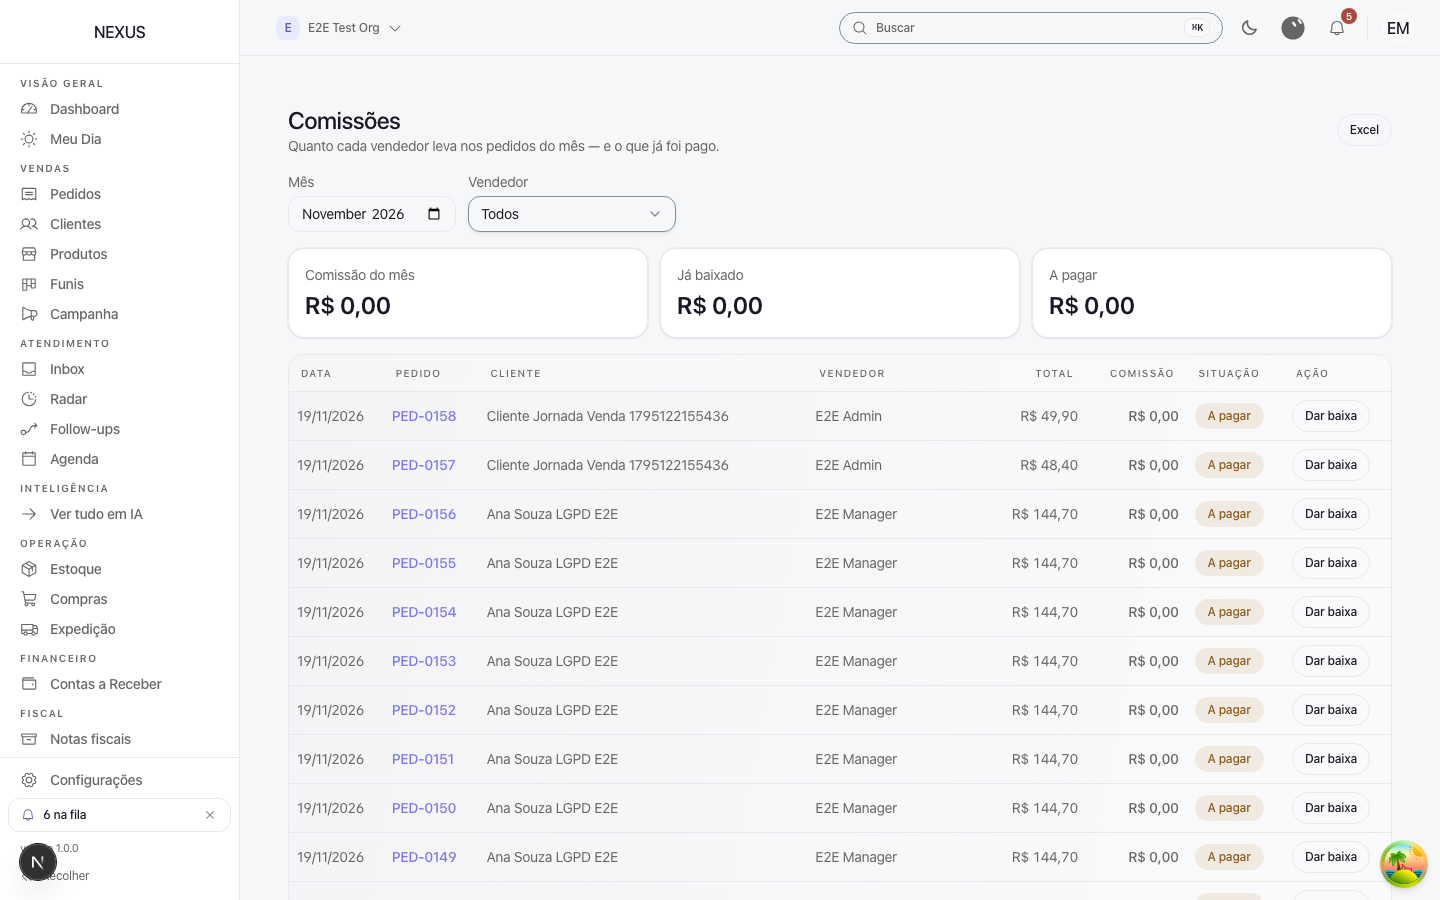 NEXUS
E E2E Test Org
Buscar ⌘K
5
EM
VISÃO GERAL
Dashboard
Meu Dia
VENDAS
Pedidos
Clientes
Produtos
Funis
Campanha
ATENDIMENTO
Inbox
Radar
Follow-ups
Agenda
INTELIGÊNCIA
Ver tudo em IA
OPERAÇÃO
Estoque
Compras
Expedição
FINANCEIRO
Contas a Receber
FISCAL
Notas fiscais
Configurações
6 na fila
1.0.0
N
Comissões
Quanto cada vendedor leva nos pedidos do mês — e o que já foi pago.
Excel
Mês Vendedor
November 2026 Todos
Comissão do mês Já baixado A pagar
R$ 0,00 R$ 0,00 R$ 0,00
DATA PEDIDO CLIENTE VENDEDOR TOTAL COMISSÃO SITUAÇÃO AÇÃO
19/11/2026 PED-0158 Cliente Jornada Venda 1795122155436 E2E Admin R$ 49,90 R$ 0,00 A pagar Dar baixa
19/11/2026 PED-0157 Cliente Jornada Venda 1795122155436 E2E Admin R$ 48,40 R$ 0,00 A pagar Dar baixa
19/11/2026 PED-0156 Ana Souza LGPD E2E E2E Manager R$ 144,70 R$ 0,00 A pagar Dar baixa
19/11/2026 PED-0155 Ana Souza LGPD E2E E2E Manager R$ 144,70 R$ 0,00 A pagar Dar baixa
19/11/2026 PED-0154 Ana Souza LGPD E2E E2E Manager R$ 144,70 R$ 0,00 A pagar Dar baixa
19/11/2026 PED-0153 Ana Souza LGPD E2E E2E Manager R$ 144,70 R$ 0,00 A pagar Dar baixa
19/11/2026 PED-0152 Ana Souza LGPD E2E E2E Manager R$ 144,70 R$ 0,00 A pagar Dar baixa
19/11/2026 PED-0151 Ana Souza LGPD E2E E2E Manager R$ 144,70 R$ 0,00 A pagar Dar baixa
19/11/2026 PED-0150 Ana Souza LGPD E2E E2E Manager R$ 144,70 R$ 0,00 A pagar Dar baixa
19/11/2026 PED-0149 Ana Souza LGPD E2E E2E Manager R$ 144,70 R$ 0,00 A pagar Dar baixa